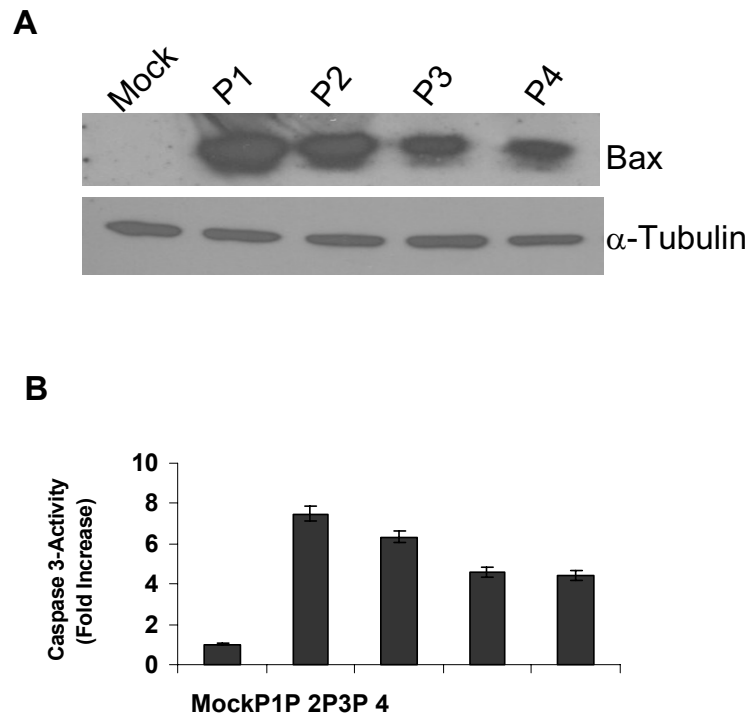 A
Mock P1 P2 P3 P4
Bax
α-Tubulin
B
Caspase 3-Activity
(Fold Increase)
10
8
6
4
2
0
MockP1P 2P3P 4